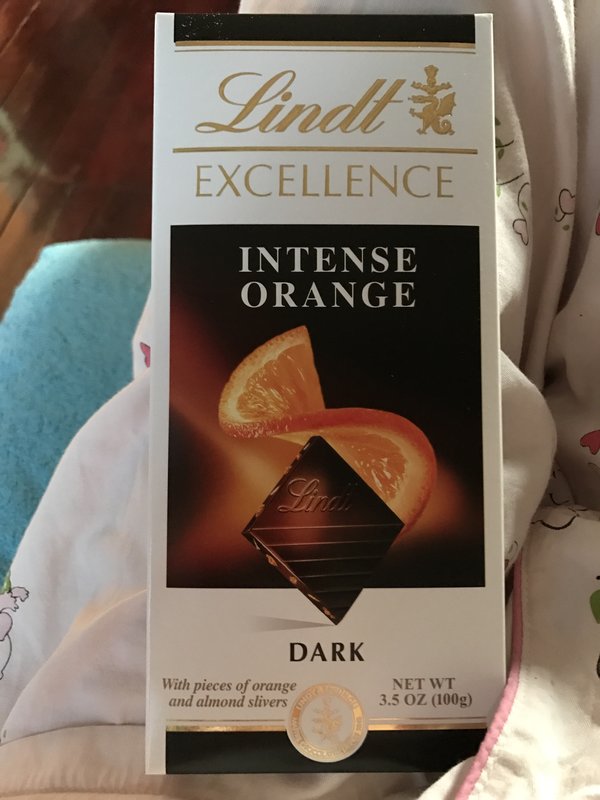 Lindt
EXCELLENCE
INTENSE
ORANGE
Lindt
DARK
With pieces of orange
and almond slivers
NET WT
3.5 OZ (100g)